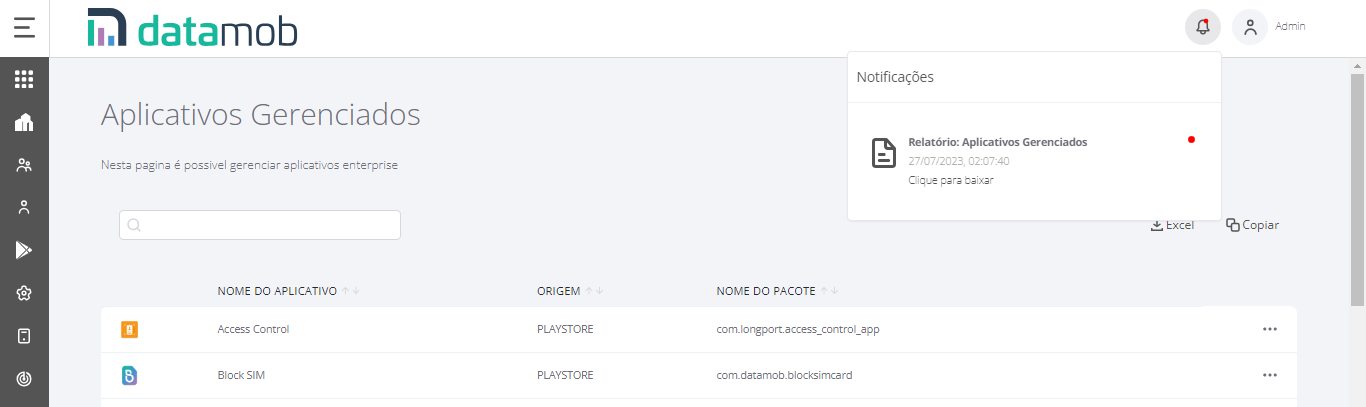 datamob
Admin
Notificações
Aplicativos Gerenciados
Relatório: Aplicativos Gerenciados
27/07/2023, 02:07:40
Clique para baixar
Nesta pagina é possivel gerenciar aplicativos enterprise
Excel
Copiar
NOME DO APLICATIVO
ORIGEM
NOME DO PACOTE
Access Control
PLAYSTORE
com.longport.access_control_app
Block SIM
PLAYSTORE
com.datamob.blocksimcard